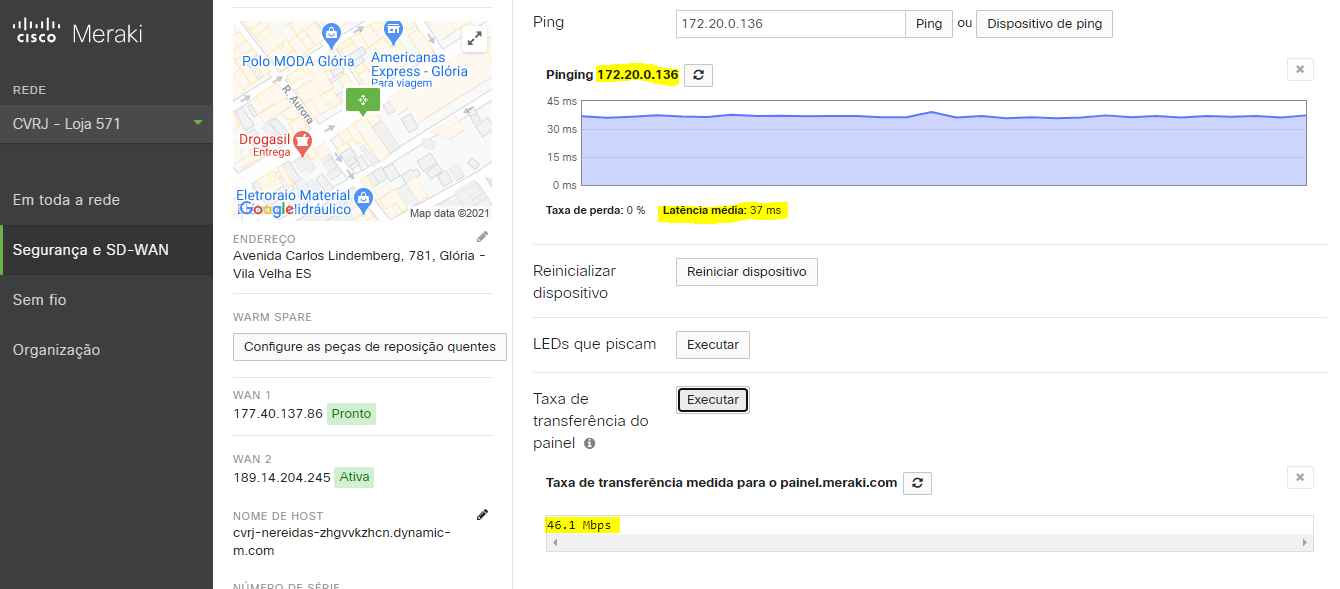 CISCO Meraki
REDE
CVRJ - Loja 571
Em toda a rede
Segurança e SD-WAN
Sem fio
Organização
Polo MODA Glória
Americanas
Express - Glória
Para viagem
R. Aurora
Drogasil
Entrega
Eletroraio Material
Google
Map data ©2021
ENDEREÇO
Avenida Carlos Lindemberg, 781, Glória -
Vila Velha ES
WARM SPARE
Configure as peças de reposição quentes
WAN 1
177.40.137.86 Pronto
WAN 2
189.14.204.245 Ativa
NOME DE HOST
cvrj-nereidas-zhgvvkzhcn.dynamic-
m.com
NÚMERO DE SÉRIE
Ping 172.20.0.136 Ping ou Dispositivo de ping
Pinging 172.20.0.136
45 ms
30 ms
15 ms
0 ms
Taxa de perda: 0 % Latência média: 37 ms
Reinicializar
dispositivo
Reiniciar dispositivo
LEDs que piscam Executar
Taxa de
transferência do
painel
Executar
Taxa de transferência medida para o painel.meraki.com
46.1 Mbps